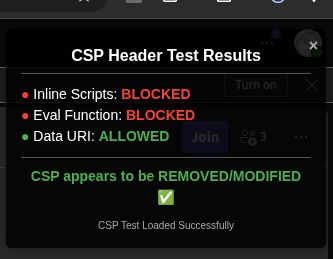 ×
CSP Header Test Results
● Inline Scripts: BLOCKED
● Eval Function: BLOCKED
● Data URI: ALLOWED
CSP appears to be REMOVED/MODIFIED
✅
CSP Test Loaded Successfully
Turn on
Join
3